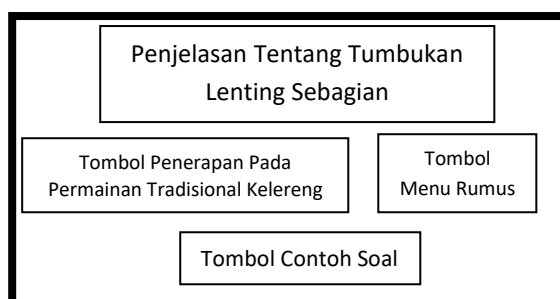 Penjelasan Tentang Tumbukan
Lenting Sebagian
Tombol Penerapan Pada
Permainan Tradisional Kelereng
Tombol
Menu Rumus
Tombol Contoh Soal